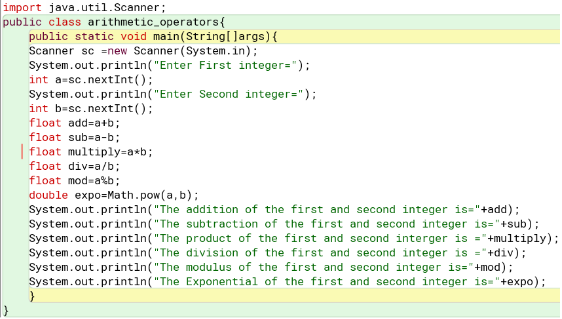 import java.util.Scanner;
public class arithmetic_operators{
public static void main(String[]args){
Scanner sc =new Scanner(System.in);
System.out.println("Enter First integer=");
int a=sc.nextInt();
System.out.println("Enter Second integer=");
int b=sc.nextInt();
float add=a+b;
float sub=a-b;
float multiply=a*b;
float div=a/b;
float mod=a%b;
double expo=Math.pow(a,b);
System.out.println("The addition of the first and second integer is="+add);
System.out.println("The subtraction of the first and second integer is="+sub);
System.out.println("The product of the first and second interger is ="+multiply);
System.out.println("The division of the first and second integer is ="+div);
System.out.println("The modulus of the first and second integer is="+mod);
System.out.println("The Exponential of the first and second integer is="+expo);
}
}